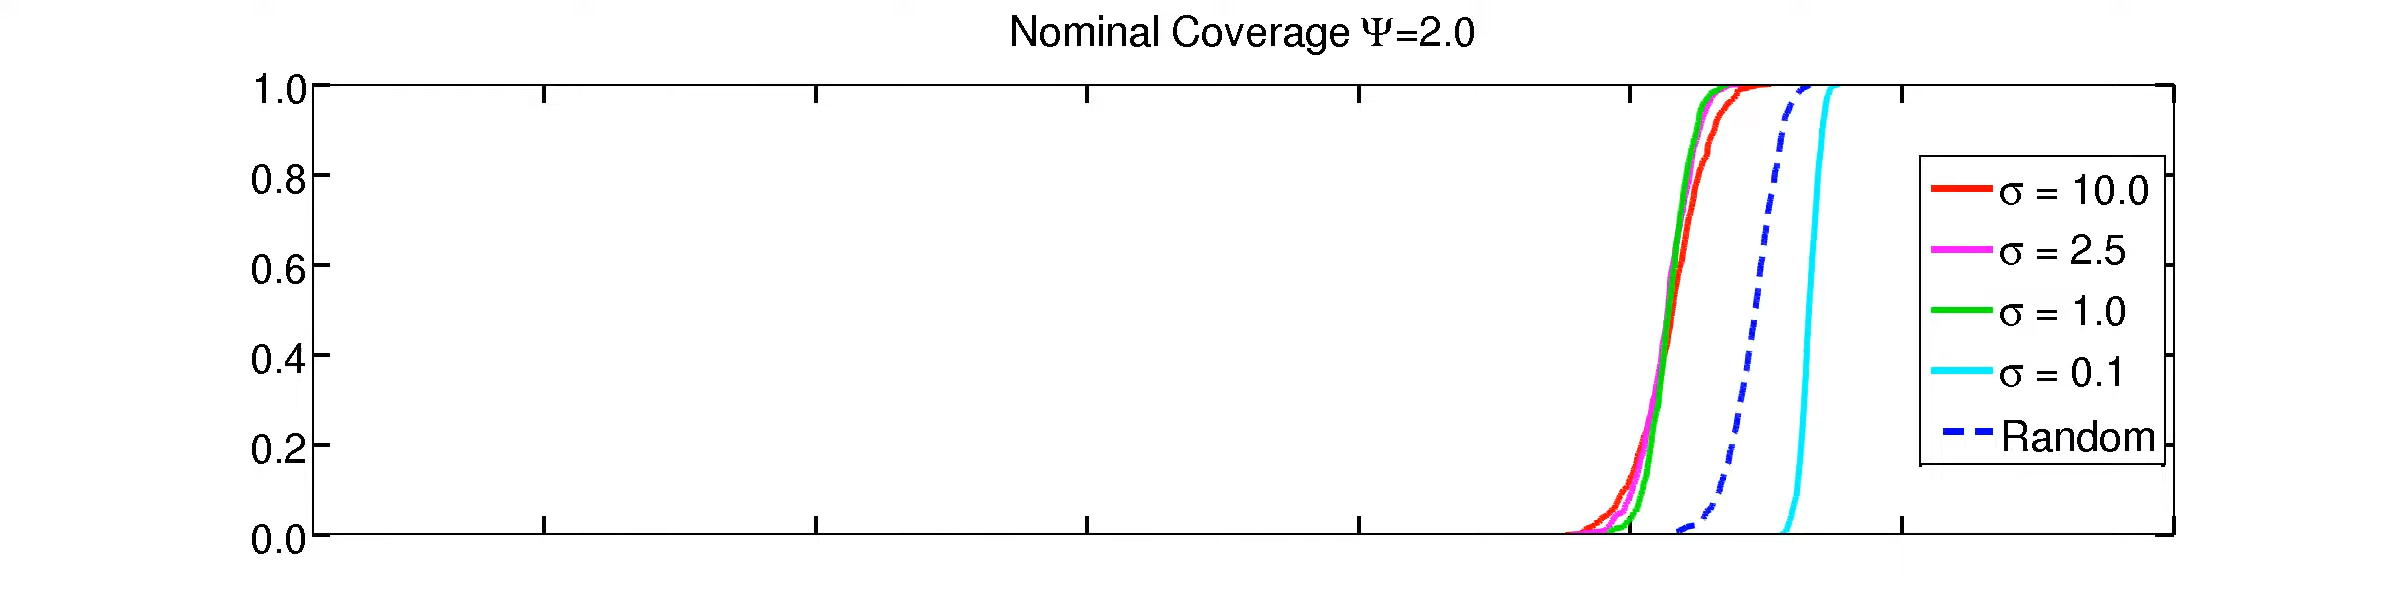 Nominal Coverage Ψ=2.0
1.0
0.8
0.6
0.4
0.2
0.0
σ = 10.0
σ = 2.5
σ = 1.0
σ = 0.1
Random